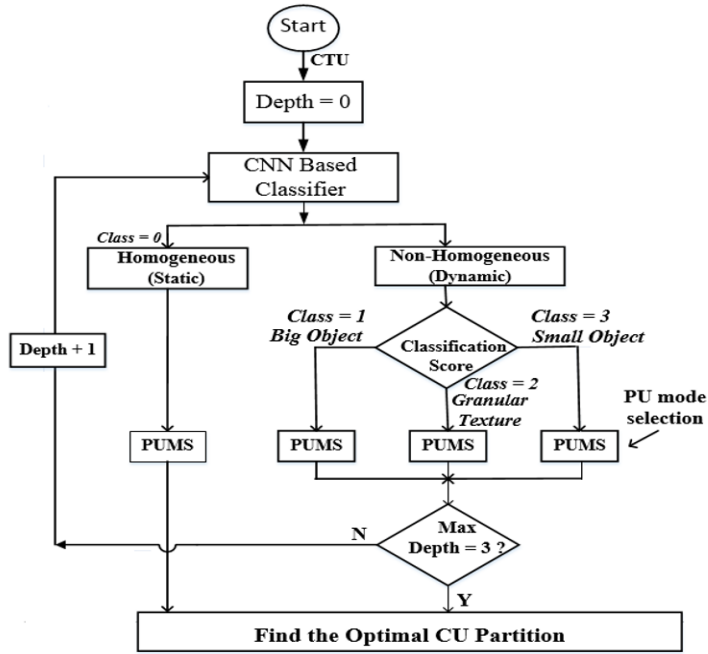 Start
CTU
Depth = 0
CNN Based
Classifier
Class = 0
Homogeneous
(Static)
Non-Homogeneous
(Dynamic)
Class = 1
Big Object
Class = 3
Small Object
Classification
Score
Class = 2
Granular
Texture
Depth + 1
PU mode
selection
PUMS
PUMS
PUMS
PUMS
N
Max
Depth = 3 ?
Y
Find the Optimal CU Partition